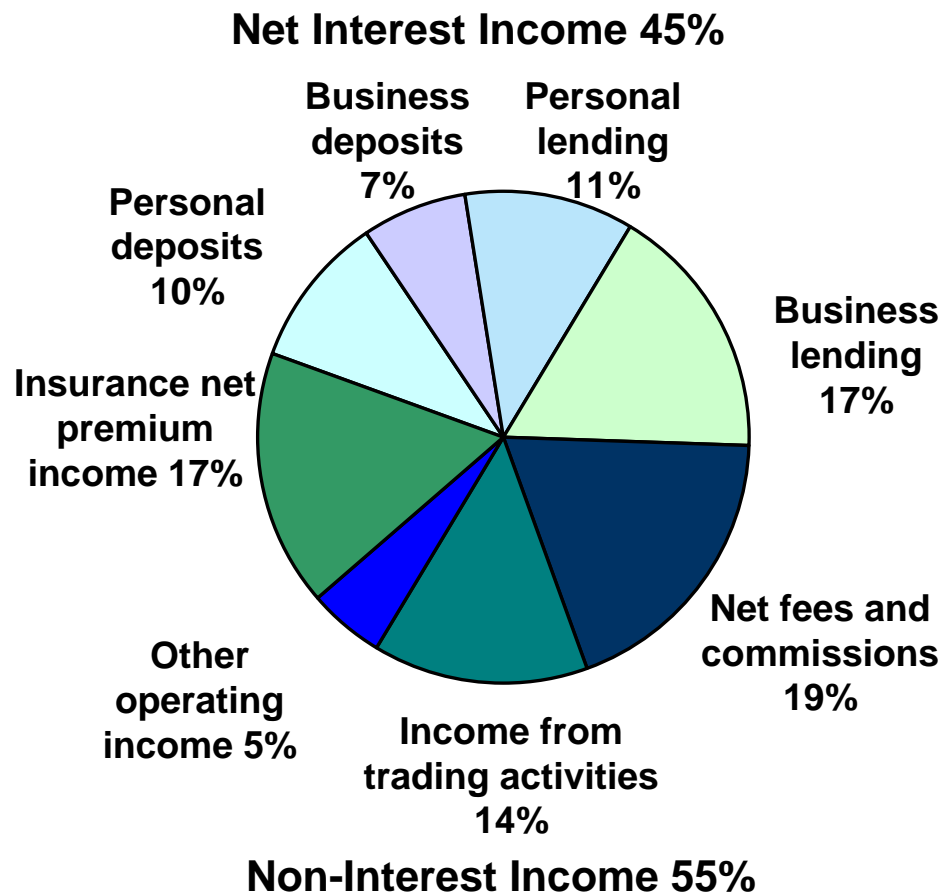 Net Interest Income 45%
Business
deposits
7%
Personal
lending
11%
Personal
deposits
10%
Business
lending
17%
Insurance net
premium
income 17%
Net fees and
commissions
19%
Other
operating
income 5%
Income from
trading activities
14%
Non-Interest Income 55%